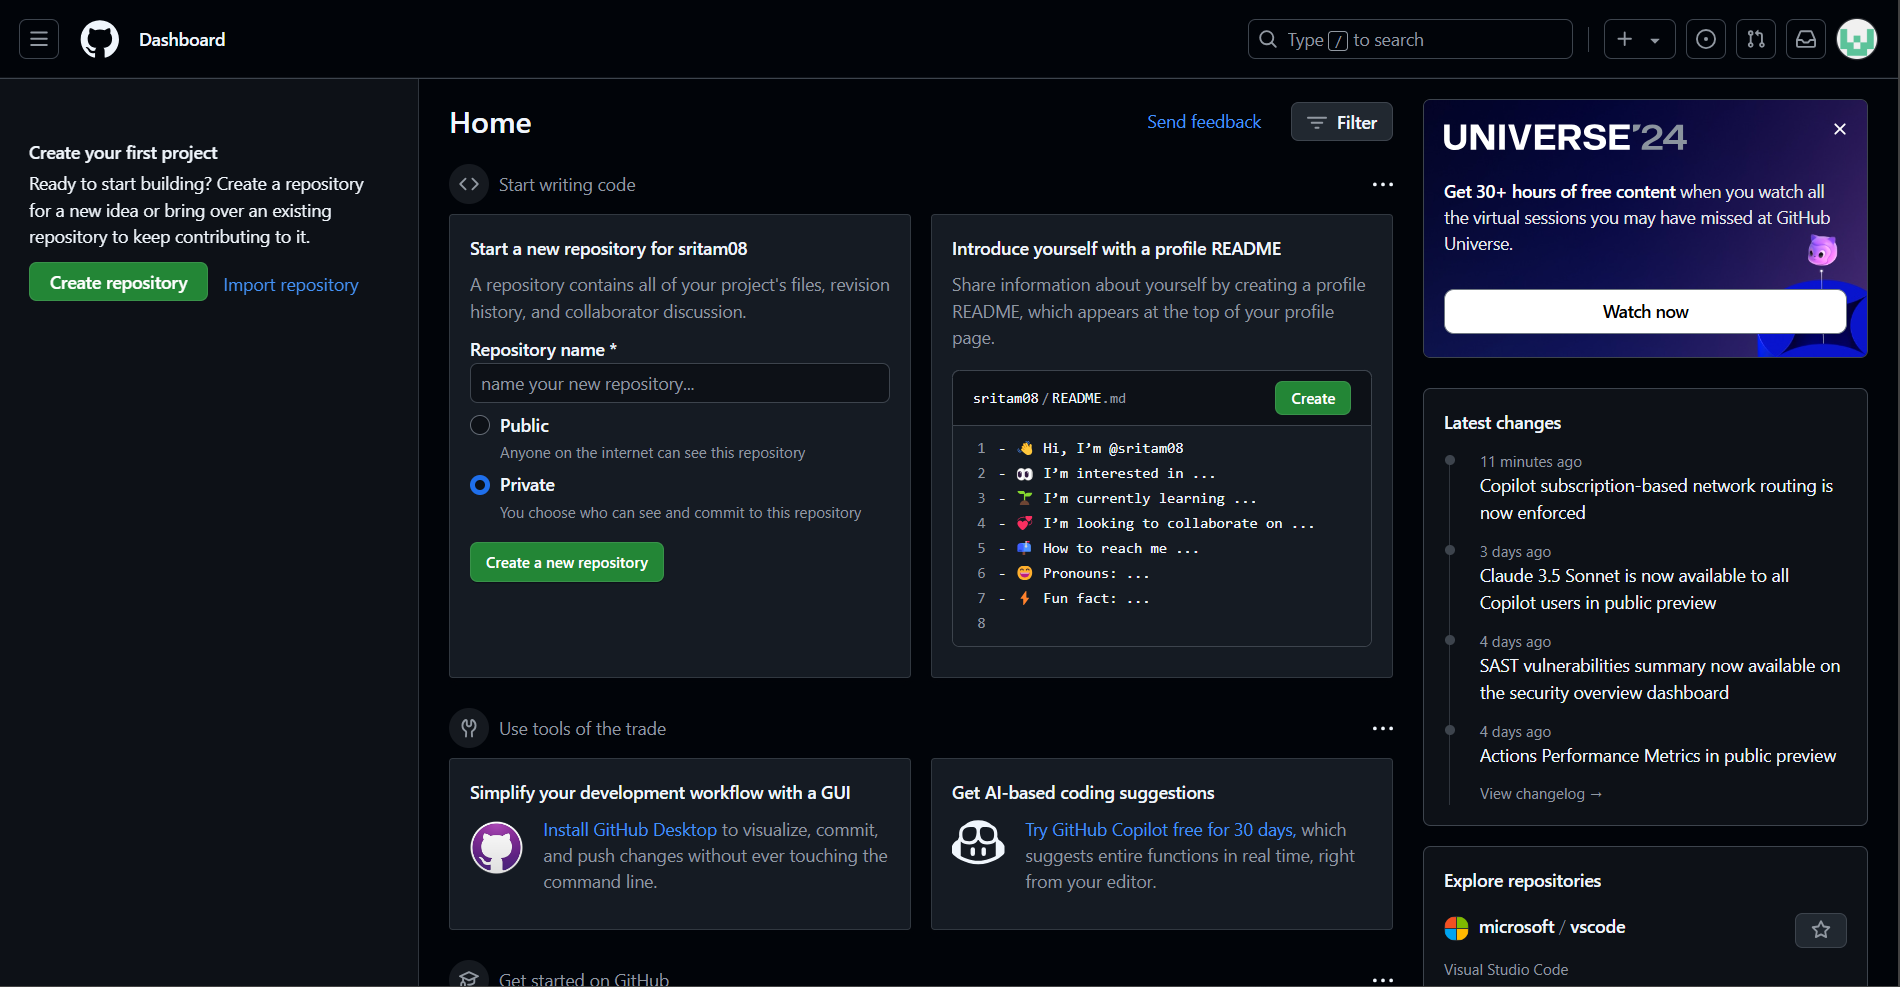 Dashboard
Type / to search
Create your first project
Ready to start building? Create a repository
for a new idea or bring over an existing
repository to keep contributing to it.
Create repository
Import repository
Home
Send feedback
Filter
Start writing code
Start a new repository for sritam08
A repository contains all of your project's files, revision
history, and collaborator discussion.
Repository name *
name your new repository...
Public
Anyone on the internet can see this repository
Private
You choose who can see and commit to this repository
Create a new repository
Introduce yourself with a profile README
Share information about yourself by creating a profile
README, which appears at the top of your profile
page.
sritam08 / README.md
Create
1 - 👋 Hi, I’m @sritam08
2 - 👀 I’m interested in ...
3 - 🌱 I’m currently learning ...
4 - 💞️ I’m looking to collaborate on ...
5 - 📫 How to reach me ...
6 - 😄 Pronouns: ...
7 - ⚡ Fun fact: ...
8
Use tools of the trade
Simplify your development workflow with a GUI
Install GitHub Desktop to visualize, commit,
and push changes without ever touching the
command line.
Get AI-based coding suggestions
Try GitHub Copilot free for 30 days, which
suggests entire functions in real time, right
from your editor.
Get started on GitHub
UNIVERSE'24
Get 30+ hours of free content when you watch all
the virtual sessions you may have missed at GitHub
Universe.
Watch now
Latest changes
11 minutes ago
Copilot subscription-based network routing is
now enforced
3 days ago
Claude 3.5 Sonnet is now available to all
Copilot users in public preview
4 days ago
SAST vulnerabilities summary now available on
the security overview dashboard
4 days ago
Actions Performance Metrics in public preview
View changelog →
Explore repositories
microsoft / vscode
Visual Studio Code